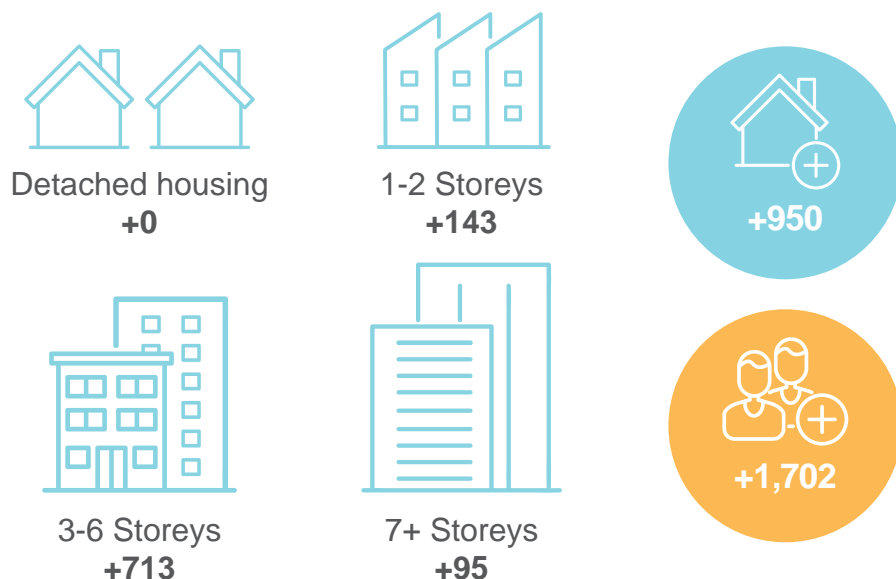 Detached housing
+0
1-2 Storeys
+143
+950
3-6 Storeys
+713
7+ Storeys
+95
+1,702